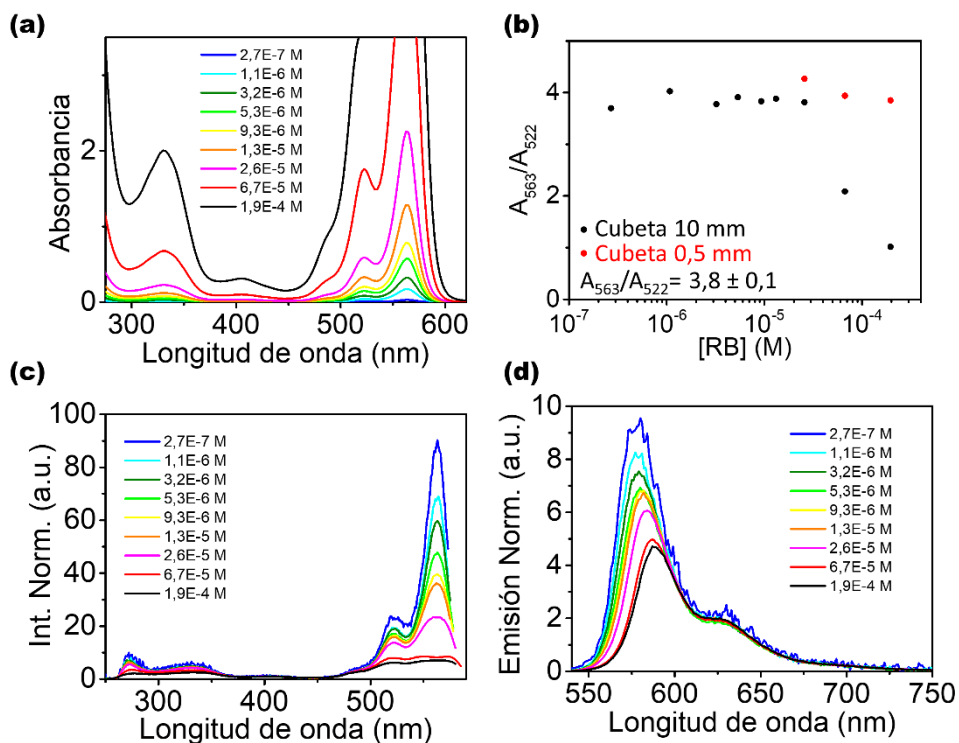 (a)
Absorbancia
2
0
2,7E-7 M
1,1E-6 M
3,2E-6 M
5,3E-6 M
9,3E-6 M
1,3E-5 M
2,6E-5 M
6,7E-5 M
1,9E-4 M
300 400 500 600
Longitud de onda (nm)
(b)
A563/A522
4
2
0
Cubeta 10 mm
Cubeta 0,5 mm
A563/A522= 3,8 ± 0,1
10-7 10-6 10-5 10-4
[RB] (M)
(c)
Int. Norm. (a.u.)
100
80
60
40
20
0
2,7E-7 M
1,1E-6 M
3,2E-6 M
5,3E-6 M
9,3E-6 M
1,3E-5 M
2,6E-5 M
6,7E-5 M
1,9E-4 M
300 400 500
Longitud de onda (nm)
(d)
Emisión Norm. (a.u.)
10
8
6
4
2
0
2,7E-7 M
1,1E-6 M
3,2E-6 M
5,3E-6 M
9,3E-6 M
1,3E-5 M
2,6E-5 M
6,7E-5 M
1,9E-4 M
550 600 650 700 750
Longitud de onda (nm)